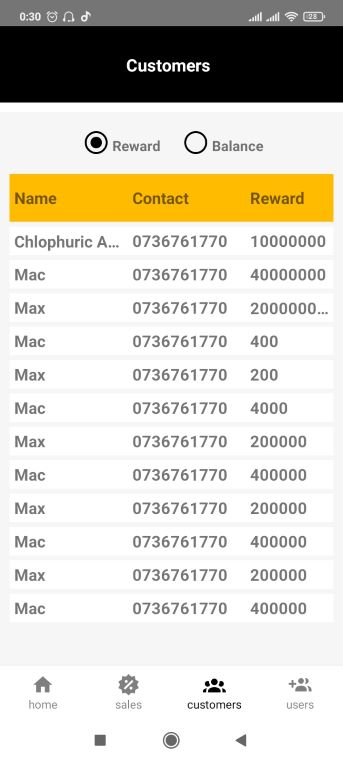 0:30 28
Customers
Reward Balance
Name Contact Reward
Chlophuric A... 0736761770 10000000
Mac 0736761770 40000000
Max 0736761770 2000000...
Mac 0736761770 400
Max 0736761770 200
Mac 0736761770 4000
Max 0736761770 200000
Mac 0736761770 400000
Max 0736761770 200000
Mac 0736761770 400000
Max 0736761770 200000
Mac 0736761770 400000
home sales customers users